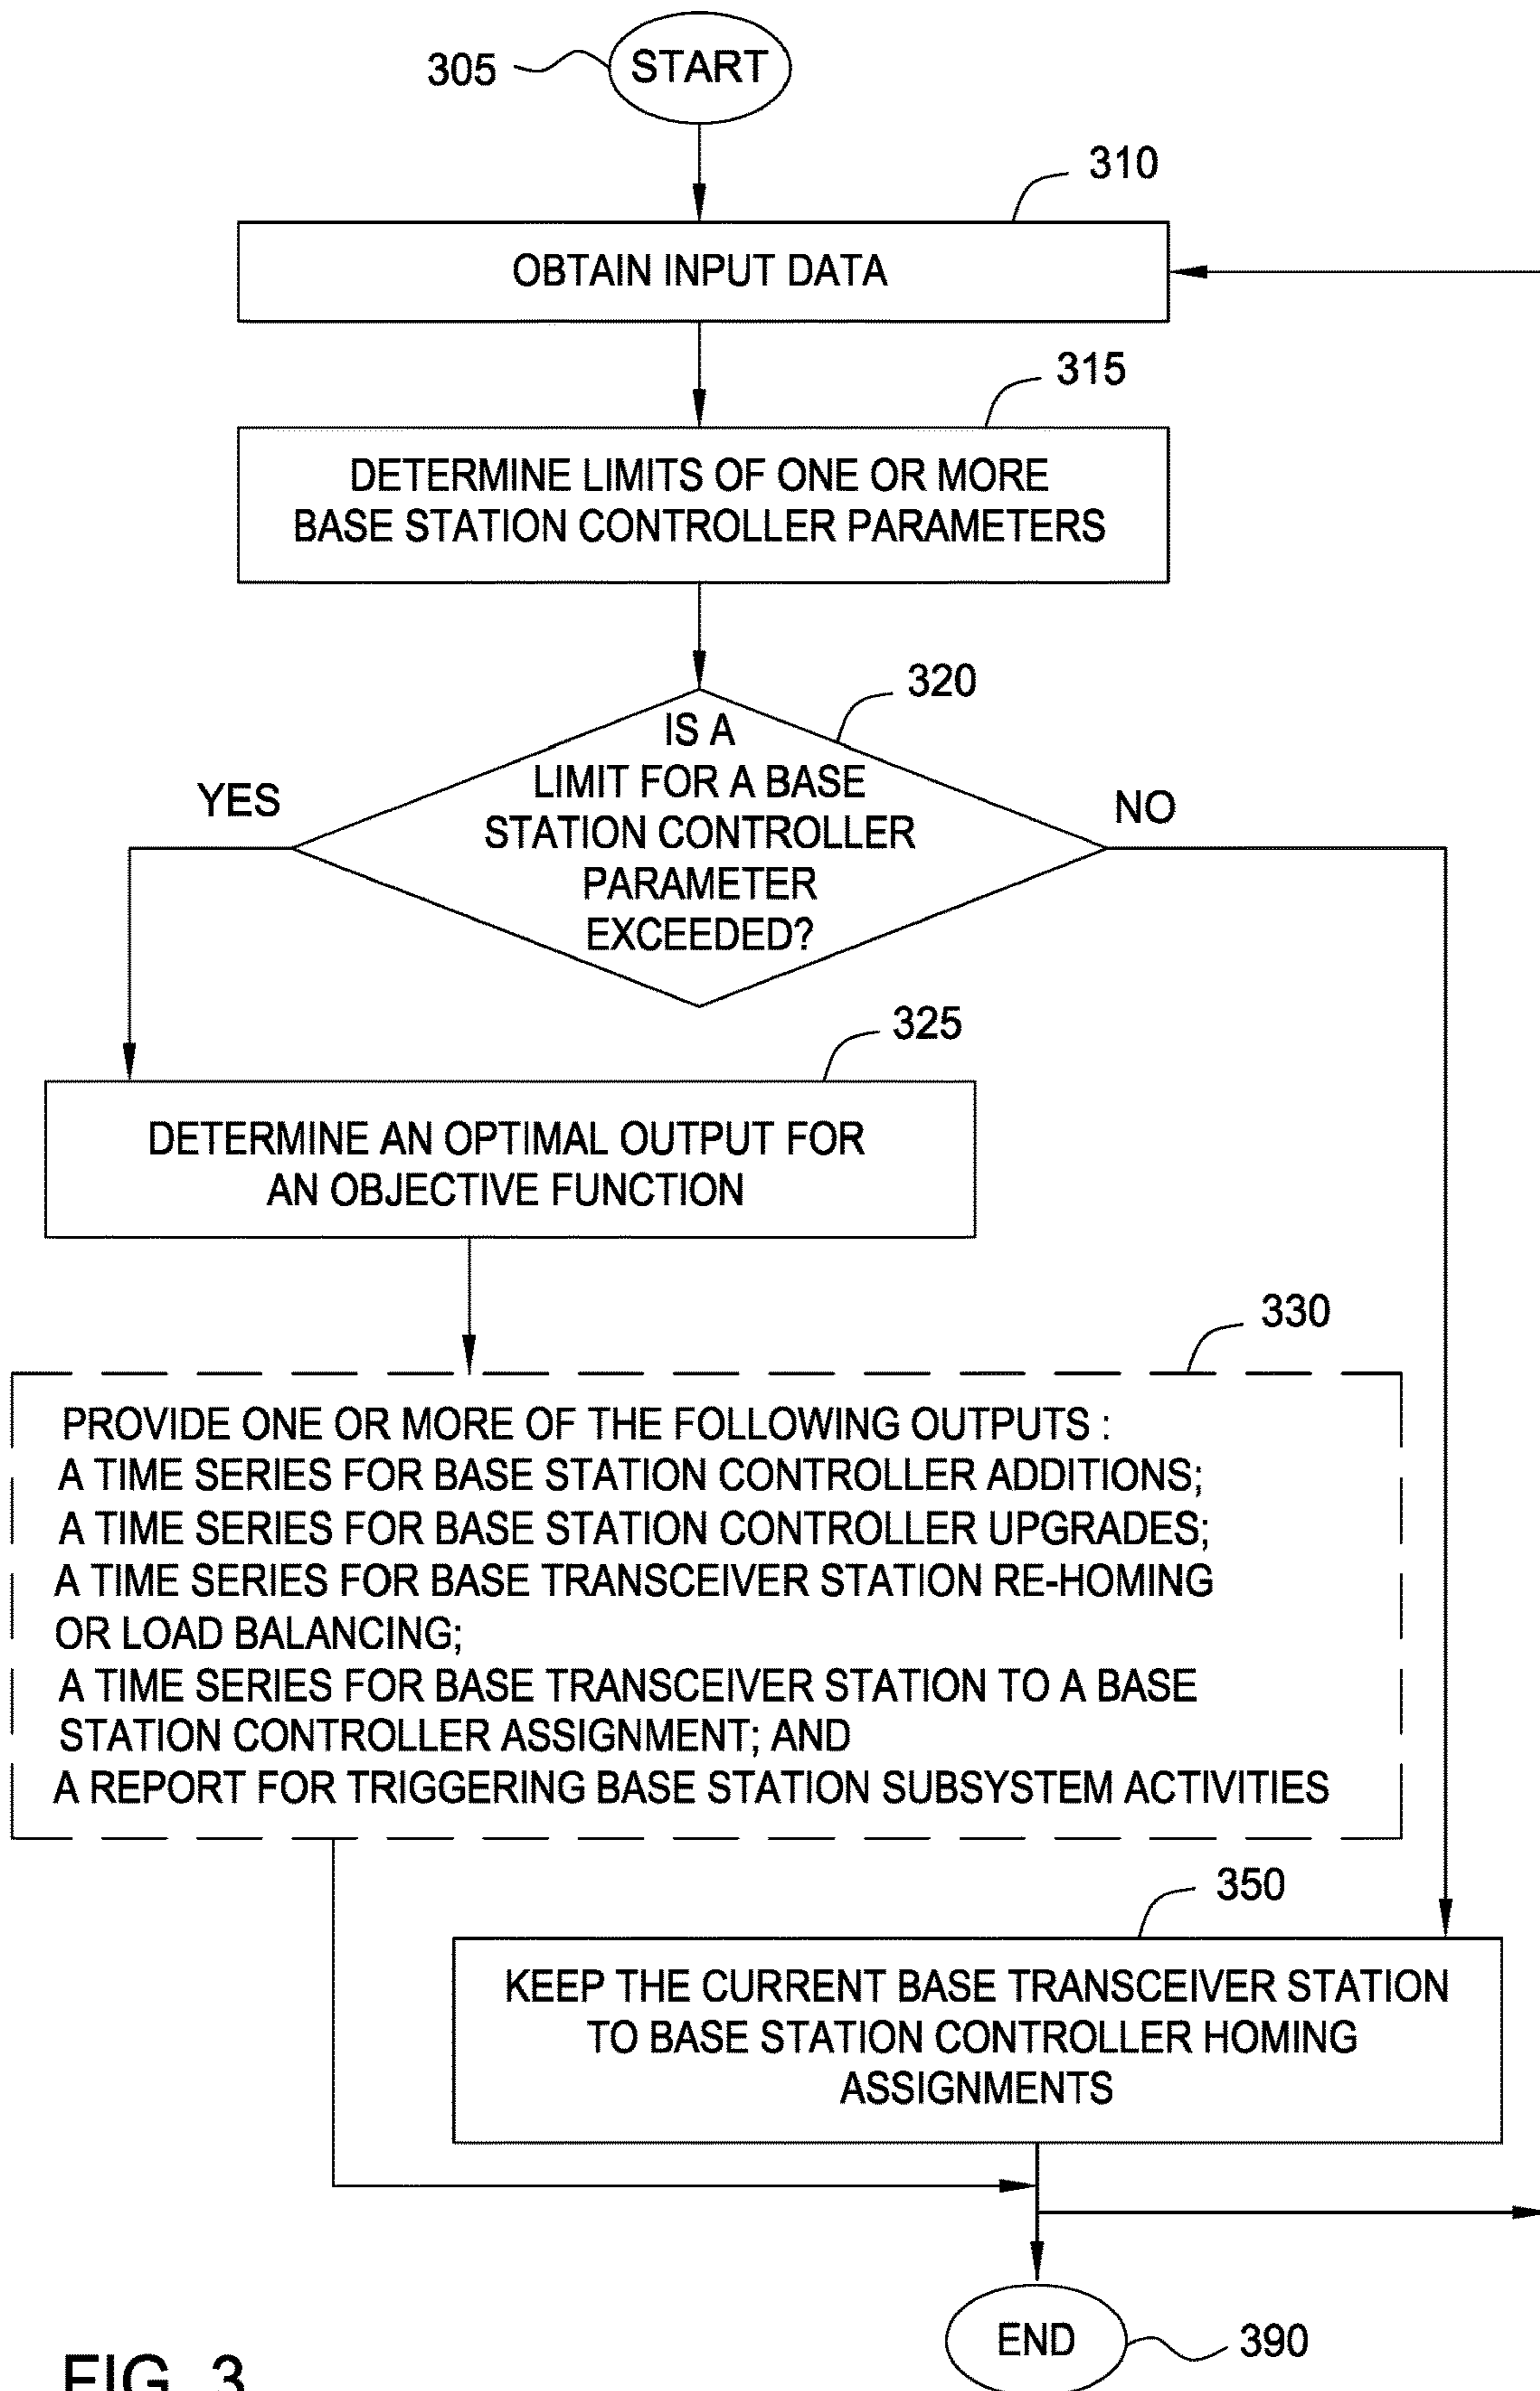 305
START
310
OBTAIN INPUT DATA
315
DETERMINE LIMITS OF ONE OR MORE
BASE STATION CONTROLLER PARAMETERS
320
IS A
LIMIT FOR A BASE
STATION CONTROLLER
PARAMETER
EXCEEDED?
YES
NO
325
DETERMINE AN OPTIMAL OUTPUT FOR
AN OBJECTIVE FUNCTION
330
PROVIDE ONE OR MORE OF THE FOLLOWING OUTPUTS :
A TIME SERIES FOR BASE STATION CONTROLLER ADDITIONS;
A TIME SERIES FOR BASE STATION CONTROLLER UPGRADES;
A TIME SERIES FOR BASE TRANSCEIVER STATION RE-HOMING
OR LOAD BALANCING;
A TIME SERIES FOR BASE TRANSCEIVER STATION TO A BASE
STATION CONTROLLER ASSIGNMENT; AND
A REPORT FOR TRIGGERING BASE STATION SUBSYSTEM ACTIVITIES
350
KEEP THE CURRENT BASE TRANSCEIVER STATION
TO BASE STATION CONTROLLER HOMING
ASSIGNMENTS
END
390
FIG. 3